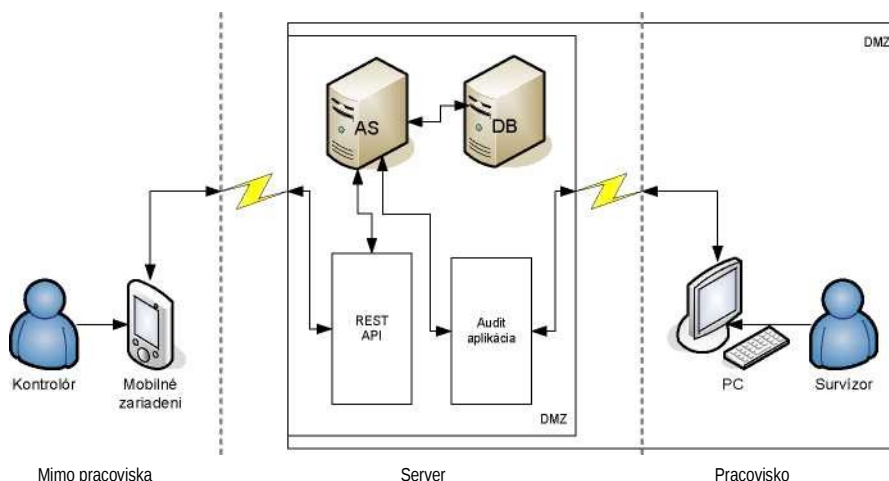 DMZ
AS
DB
REST
API
Audit
aplikácia
DMZ
Kontrolór
Mobilné
zariadeni
PC
Survízor
Mimo pracoviska
Server
Pracovisko